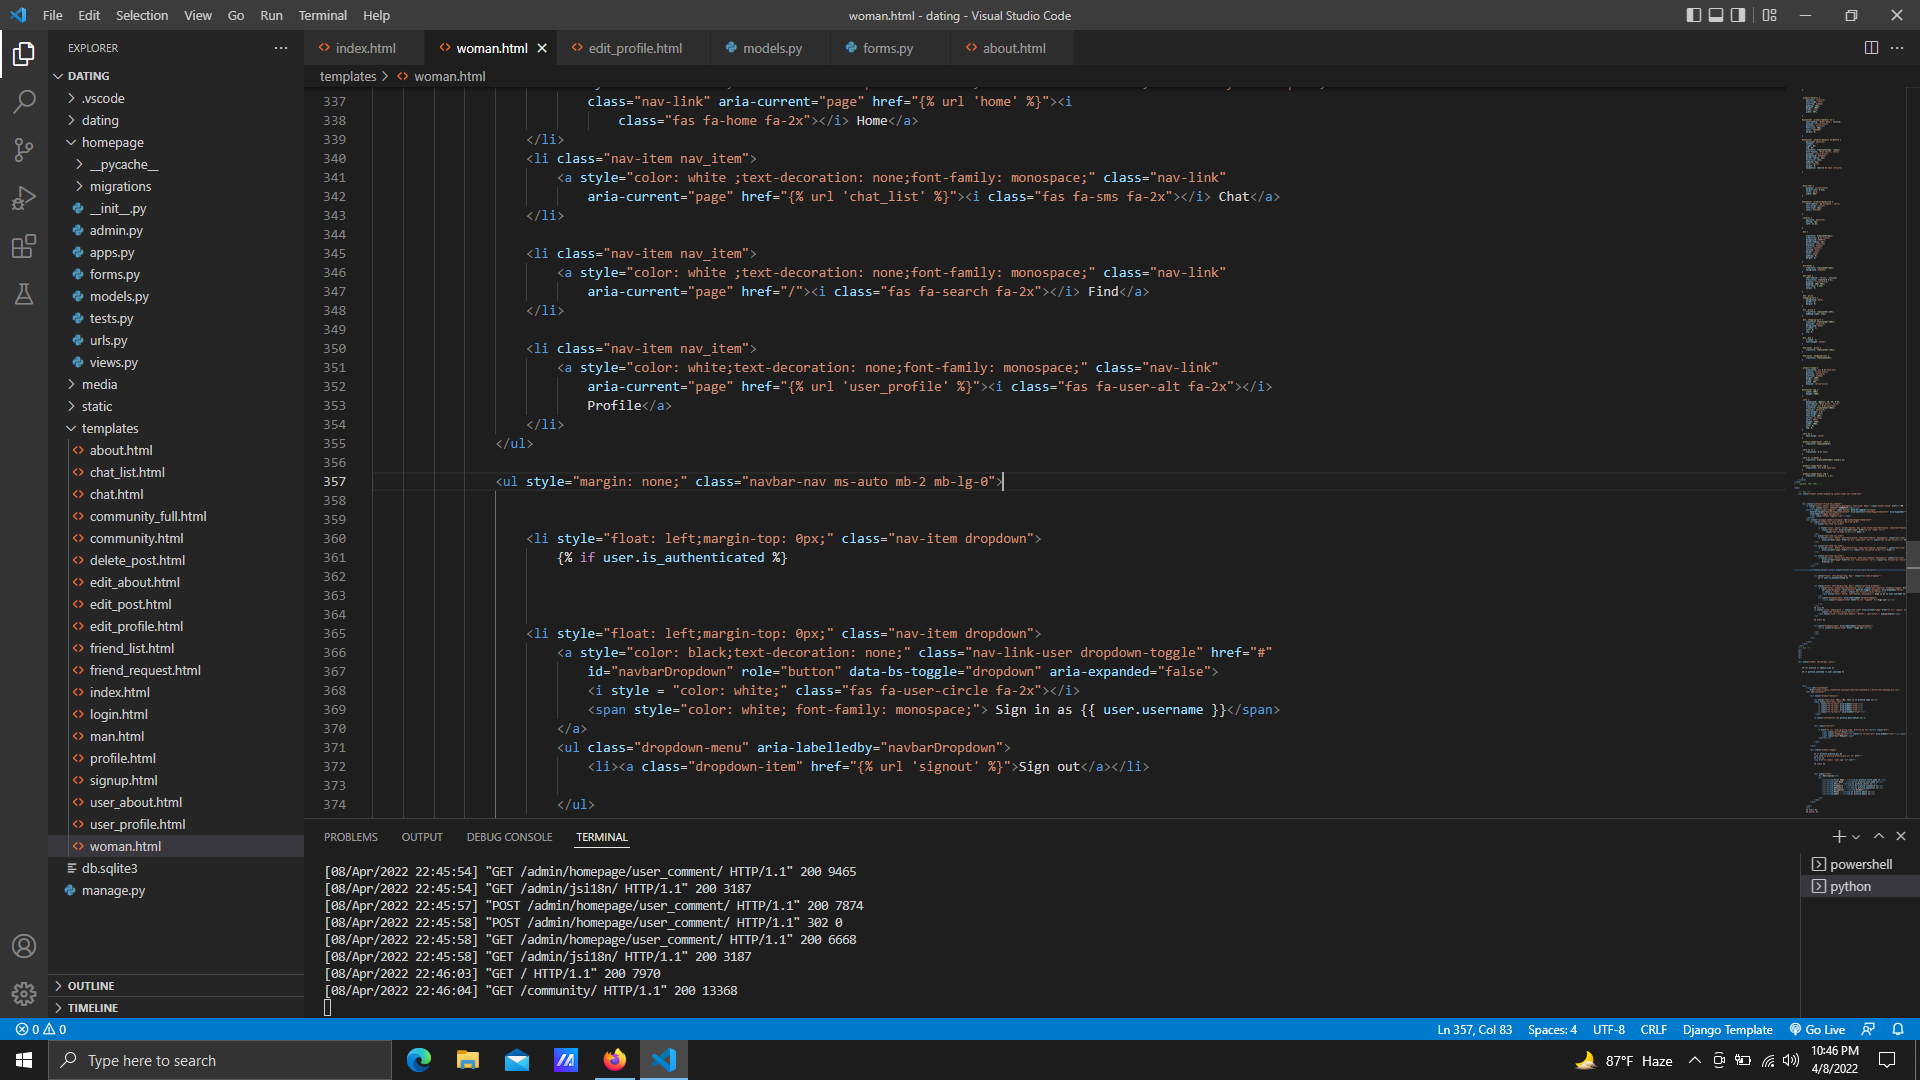 File Edit Selection View Go Run Terminal Help
woman.html - dating - Visual Studio Code
EXPLORER
DATING
.vscode
dating
homepage
__pycache__
migrations
__init__.py
admin.py
apps.py
forms.py
models.py
tests.py
urls.py
views.py
media
static
templates
about.html
chat_list.html
chat.html
community_full.html
community.html
delete_post.html
edit_about.html
edit_post.html
edit_profile.html
friend_list.html
friend_request.html
index.html
login.html
man.html
profile.html
signup.html
user_about.html
user_profile.html
woman.html
db.sqlite3
manage.py
OUTLINE
TIMELINE
index.html woman.html edit_profile.html models.py forms.py about.html
templates > woman.html
337 class="nav-link" aria-current="page" href="{% url 'home' %}"><i
338 class="fas fa-home fa-2x"></i> Home</a>
339 </li>
340 <li class="nav-item nav_item">
341 <a style="color: white ;text-decoration: none;font-family: monospace;" class="nav-link"
342 aria-current="page" href="{% url 'chat_list' %}"><i class="fas fa-sms fa-2x"></i> Chat</a>
343 </li>
344
345 <li class="nav-item nav_item">
346 <a style="color: white ;text-decoration: none;font-family: monospace;" class="nav-link"
347 aria-current="page" href="/"><i class="fas fa-search fa-2x"></i> Find</a>
348 </li>
349
350 <li class="nav-item nav_item">
351 <a style="color: white;text-decoration: none;font-family: monospace;" class="nav-link"
352 aria-current="page" href="{% url 'user_profile' %}"><i class="fas fa-user-alt fa-2x"></i>
353 Profile</a>
354 </li>
355 </ul>
356
357 <ul style="margin: none;" class="navbar-nav ms-auto mb-2 mb-lg-0">
358
359
360 <li style="float: left;margin-top: 0px;" class="nav-item dropdown">
361 {% if user.is_authenticated %}
362
363
364
365 <li style="float: left;margin-top: 0px;" class="nav-item dropdown">
366 <a style="color: black;text-decoration: none;" class="nav-link-user dropdown-toggle" href="#"
367 id="navbarDropdown" role="button" data-bs-toggle="dropdown" aria-expanded="false">
368 <i style = "color: white;" class="fas fa-user-circle fa-2x"></i>
369 <span style="color: white; font-family: monospace;"> Sign in as {{ user.username }}</span>
370 </a>
371 <ul class="dropdown-menu" aria-labelledby="navbarDropdown">
372 <li><a class="dropdown-item" href="{% url 'signout' %}">Sign out</a></li>
373
374 </ul>
PROBLEMS OUTPUT DEBUG CONSOLE TERMINAL
[08/Apr/2022 22:45:54] "GET /admin/homepage/user_comment/ HTTP/1.1" 200 9465
[08/Apr/2022 22:45:54] "GET /admin/jsi18n/ HTTP/1.1" 200 3187
[08/Apr/2022 22:45:57] "POST /admin/homepage/user_comment/ HTTP/1.1" 200 7874
[08/Apr/2022 22:45:58] "POST /admin/homepage/user_comment/ HTTP/1.1" 302 0
[08/Apr/2022 22:45:58] "GET /admin/homepage/user_comment/ HTTP/1.1" 200 6668
[08/Apr/2022 22:45:58] "GET /admin/jsi18n/ HTTP/1.1" 200 3187
[08/Apr/2022 22:46:03] "GET / HTTP/1.1" 200 7970
[08/Apr/2022 22:46:04] "GET /community/ HTTP/1.1" 200 13368
powershell
python
0 0
Ln 357, Col 83 Spaces: 4 UTF-8 CRLF Django Template Go Live
Type here to search
87°F Haze
10:46 PM
4/8/2022